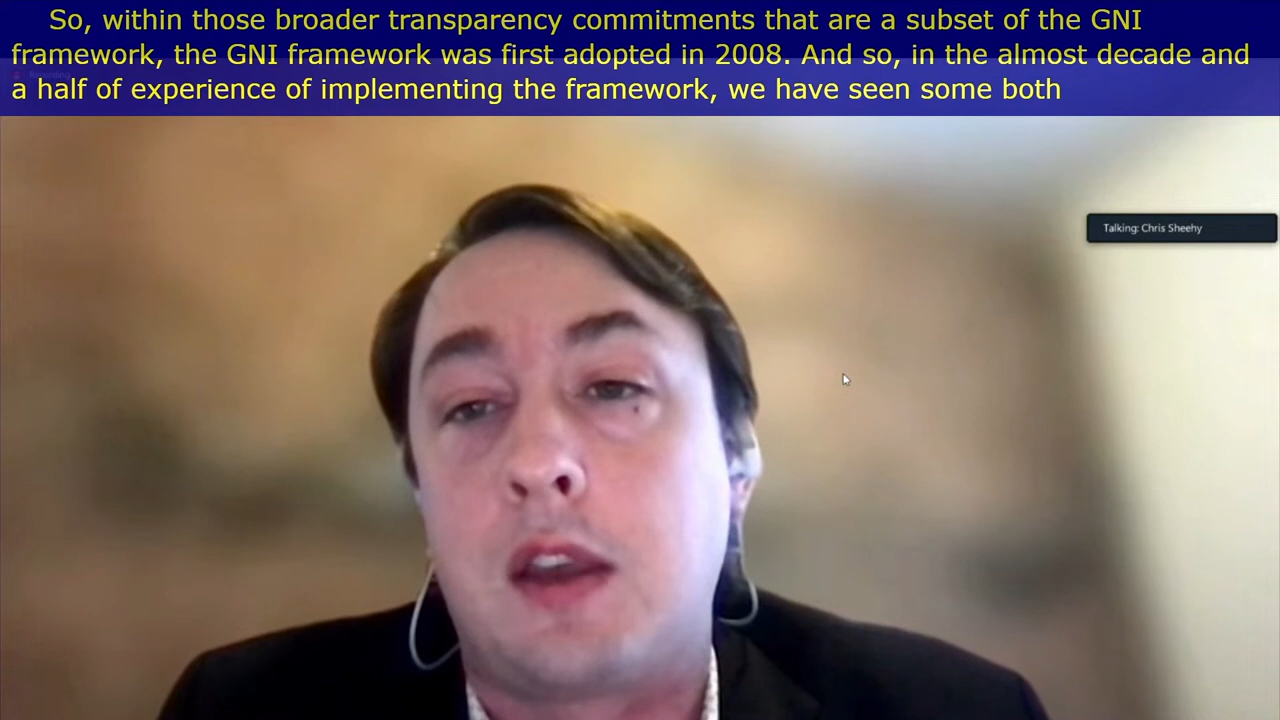 So, within those broader transparency commitments that are a subset of the GNI
framework, the GNI framework was first adopted in 2008. And so, in the almost decade and
a half of experience of implementing the framework, we have seen some both
Talking: Chris Sheehy